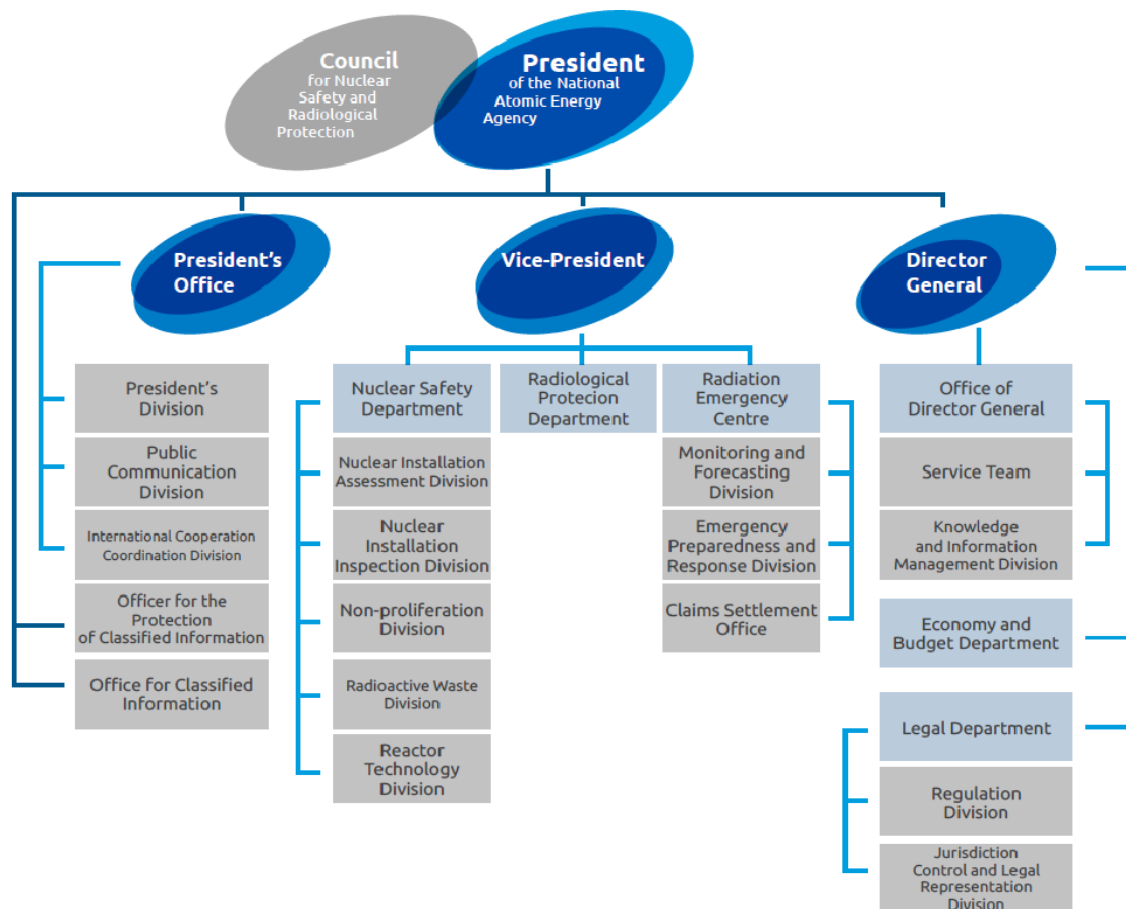 Council
for Nuclear
Safety and
Radiological
Protection
President
of the National
Atomic Energy
Agency
President's
Office
Vice-President
Director
General
President's
Division
Public
Communication
Division
International Cooperation
Coordination Division
Officer for the
Protection
of Classified Information
Office for Classified
Information
Nuclear Safety
Department
Nuclear Installation
Assessment Division
Nuclear
Installation
Inspection Division
Non-proliferation
Division
Radioactive Waste
Division
Reactor
Technology
Division
Radiological
Protecion
Department
Radiation
Emergency
Centre
Monitoring and
Forecasting
Division
Emergency
Preparedness and
Response Division
Claims Settlement
Office
Office of
Director General
Service Team
Knowledge
and Information
Management Division
Economy and
Budget Department
Legal Department
Regulation
Division
Jurisdiction
Control and Legal
Representation
Division